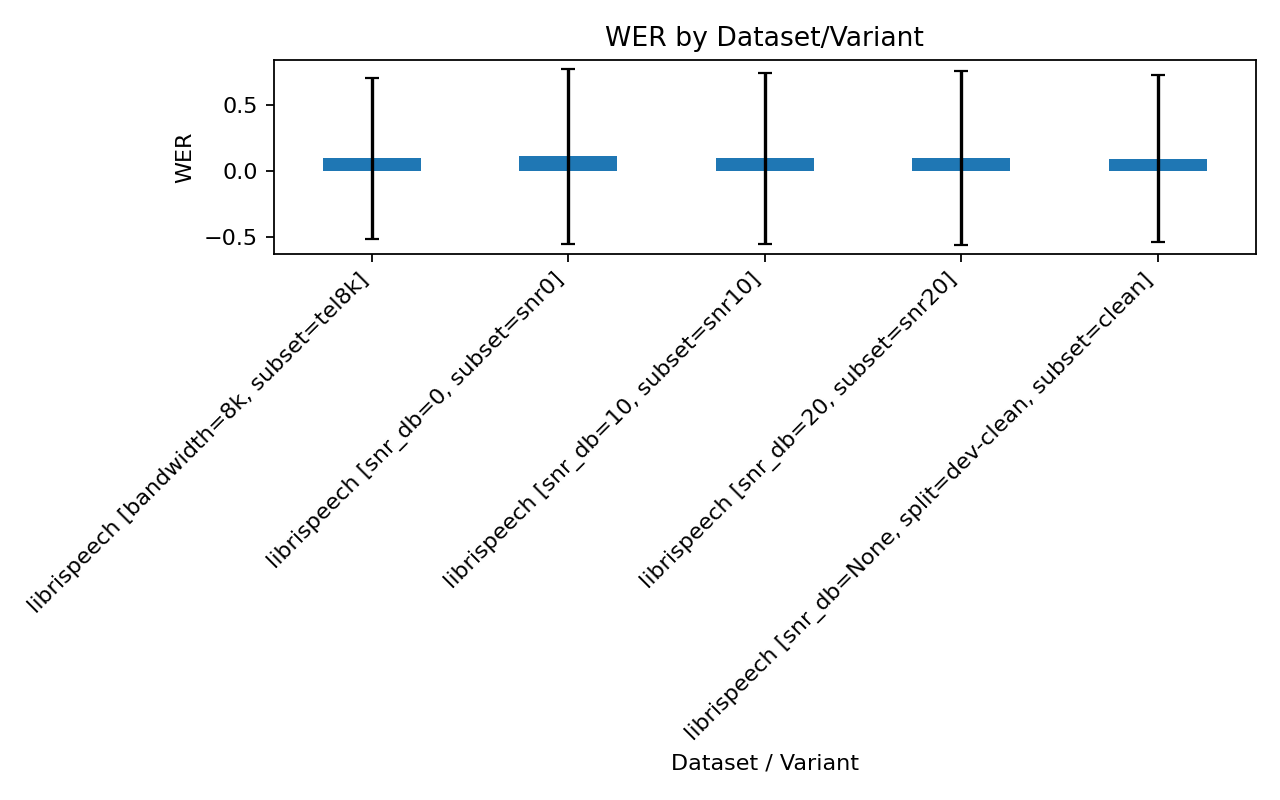 WER by Dataset/Variant
WER
0.5
0.0
−0.5
librispeech [bandwidth=8k, subset=tel8k]
librispeech [snr_db=0, subset=snr0]
librispeech [snr_db=10, subset=snr10]
librispeech [snr_db=20, subset=snr20]
librispeech [snr_db=None, split=dev-clean, subset=clean]
Dataset / Variant